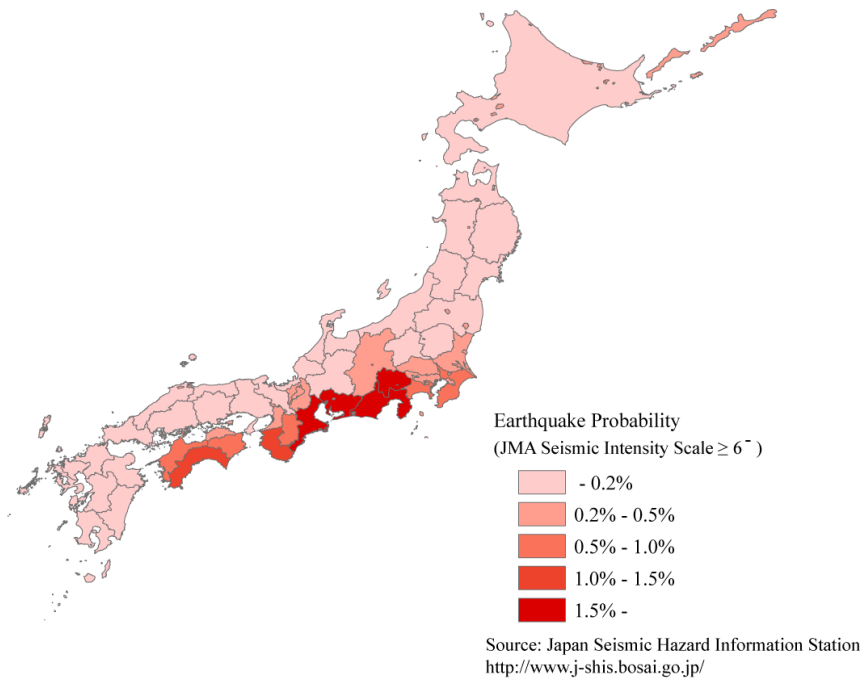 Earthquake Probability
(JMA Seismic Intensity Scale ≥ 6⁻ )
- 0.2%
0.2% - 0.5%
0.5% - 1.0%
1.0% - 1.5%
1.5% -
Source: Japan Seismic Hazard Information Station
http://www.j-shis.bosai.go.jp/